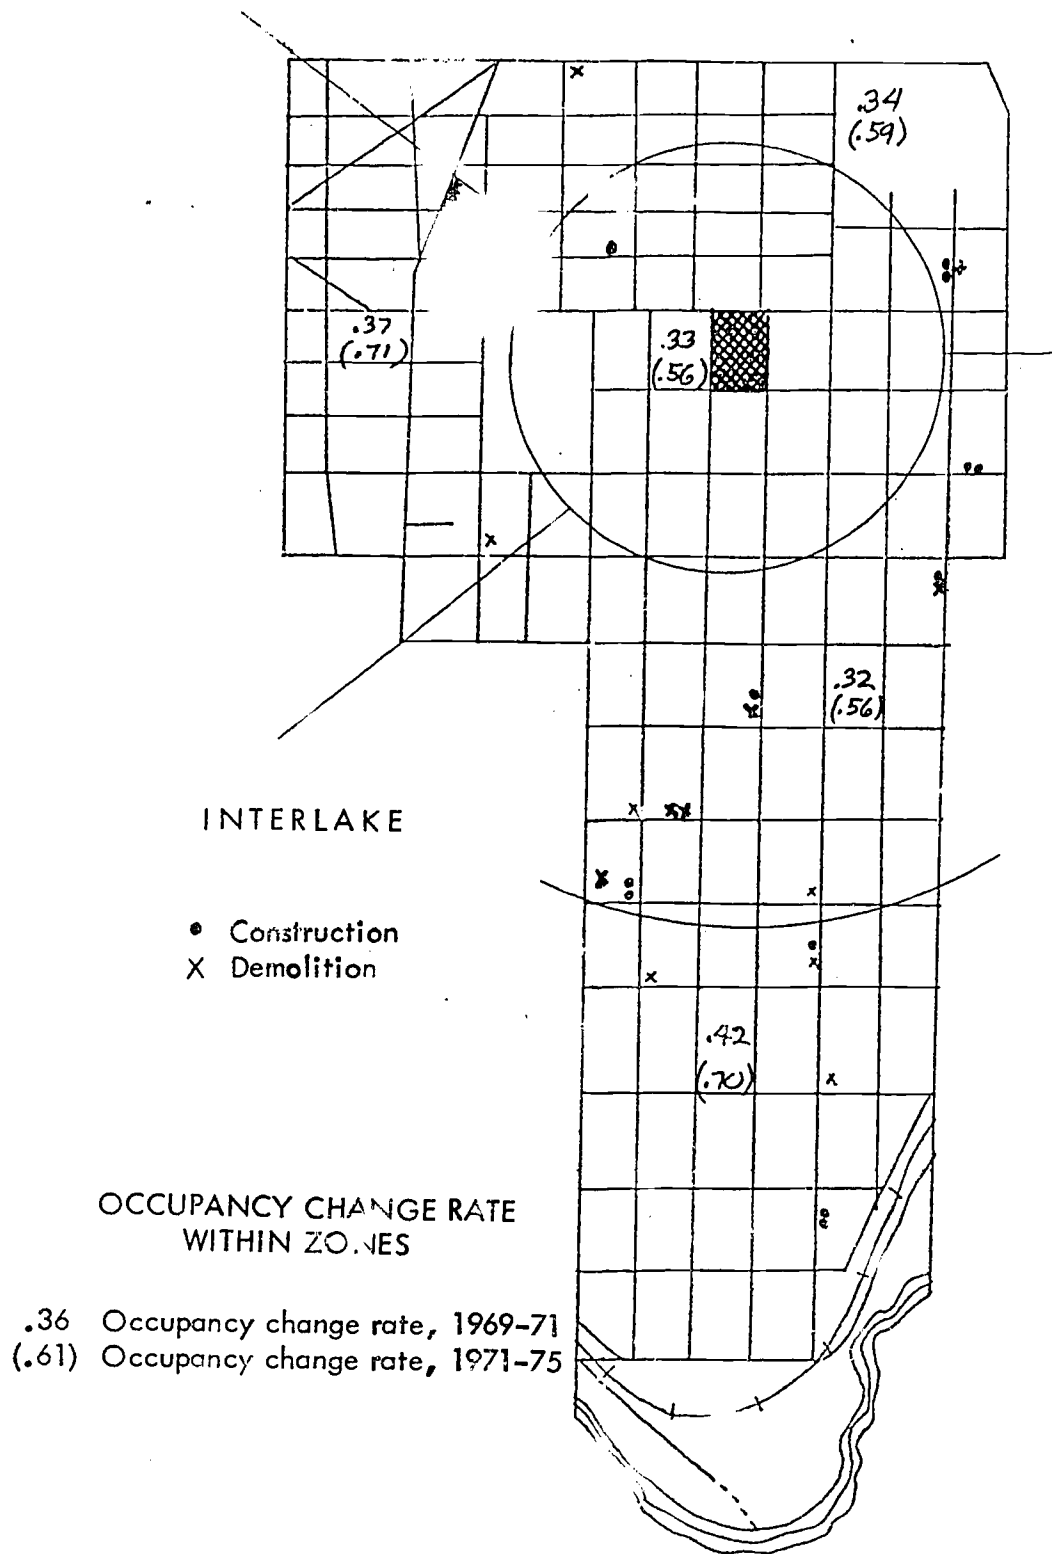 .34
(.59)
.37
(.71)
.33
(.56)
.32
(.56)
INTERLAKE
• Construction
X Demolition
.42
(.70)
OCCUPANCY CHANGE RATE
WITHIN ZONES
.36 Occupancy change rate, 1969-71
(.61) Occupancy change rate, 1971-75